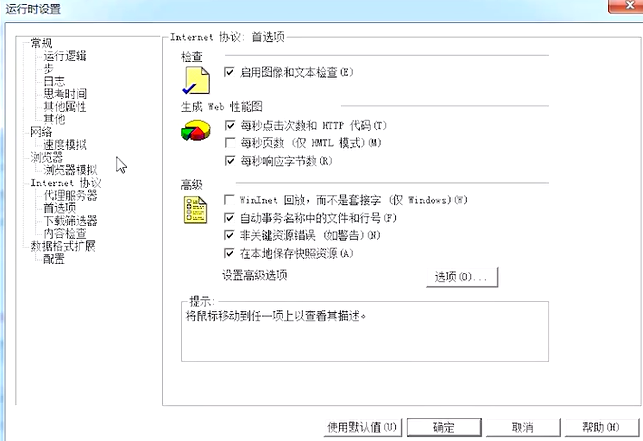 运行时设置
常规
运行逻辑
步
日志
思考时间
其他属性
其他
网络
速度模拟
浏览器
浏览器模拟
Internet 协议
代理服务器
首选项
下载筛选器
内容检查
数据格式扩展
配置
Internet 协议: 首选项
检查
启用图像和文本检查(E)
生成 Web 性能图
每秒点击次数和 HTTP 代码(T)
每秒页数 (仅 HMTL 模式)(M)
每秒响应字节数(R)
高级
WinInet 回放，而不是套接字 (仅 Windows)(W)
自动事务名称中的文件和行号(F)
非关键资源错误 (如警告)(N)
在本地保存快照资源(A)
设置高级选项
选项(O)...
提示:
将鼠标移动到任一项上以查看其描述。
使用默认值(U)
确定
取消
帮助(H)